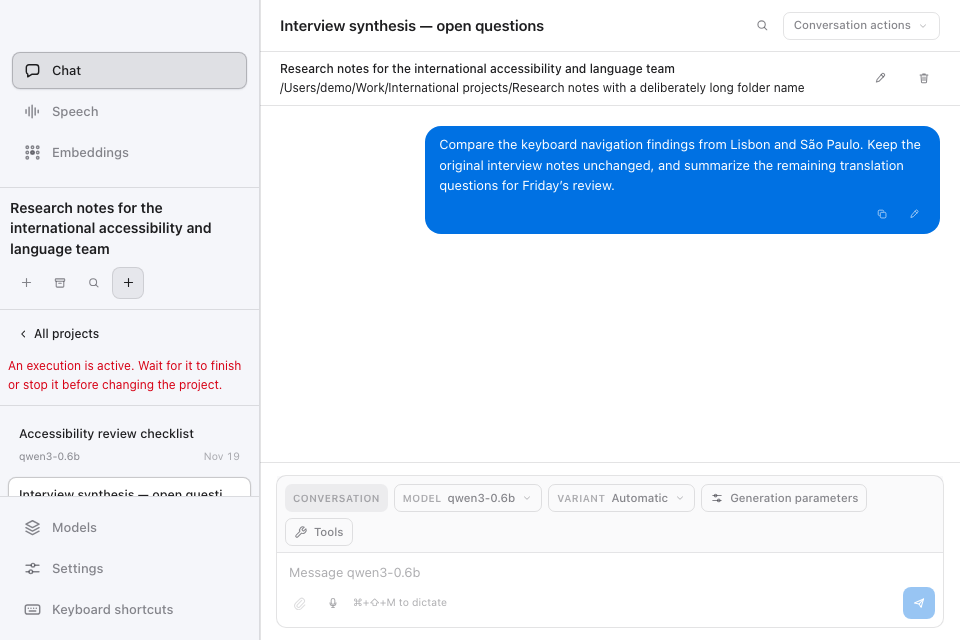 Chat
Speech
Embeddings
Research notes for the
international accessibility and
language team
All projects
An execution is active. Wait for it to finish
or stop it before changing the project.
Accessibility review checklist
qwen3-0.6b
Nov 19
Interview synthesis — open questi
Models
Settings
Keyboard shortcuts
Interview synthesis — open questions
Conversation actions
Research notes for the international accessibility and language team
/Users/demo/Work/International projects/Research notes with a deliberately long folder name
Compare the keyboard navigation findings from Lisbon and São Paulo. Keep the
original interview notes unchanged, and summarize the remaining translation
questions for Friday’s review.
CONVERSATION
MODEL qwen3-0.6b
VARIANT Automatic
Generation parameters
Tools
Message qwen3-0.6b
⌘+⇧+M to dictate